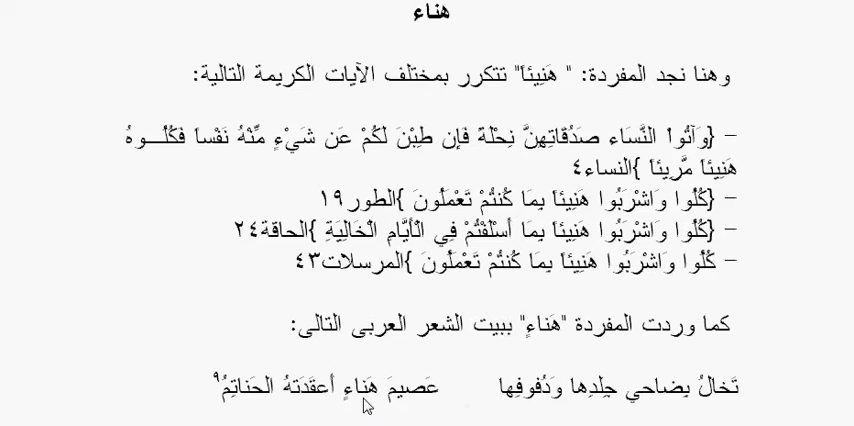 هناء
وهنا نجد المفردة: " هَنِيئاً" تتكرر بمختلف الآيات الكريمة التالية:
- {وَآتُواْ النَّسَاء صَدُقَاتِهِنَّ نِحْلَةً فَإِن طِبْنَ لَكُمْ عَن شَيْءٍ مِّنْهُ نَفْساً فَكُلُـــوهُ
هَنِيئاً مَّرِيئاً }النساء٤
- {كُلُوا وَاشْرَبُوا هَنِيئاً بِمَا كُنتُمْ تَعْمَلُونَ }الطور١٩
- {كُلُوا وَاشْرَبُوا هَنِيئاً بِمَا أَسْلَفْتُمْ فِي الْأَيَّامِ الْخَالِيَةِ }الحاقة٢٤
- كُلُوا وَاشْرَبُوا هَنِيئاً بِمَا كُنتُمْ تَعْمَلُونَ }المرسلات٤٣
كما وردت المفردة "هَناءٍ" ببيت الشعر العربى التالى:
تَخالُ بِضاحي جِلدِها وَدُفوفِها عَصيمَ هَناءٍ أَعقَدَتهُ الحَناتِمُ٩